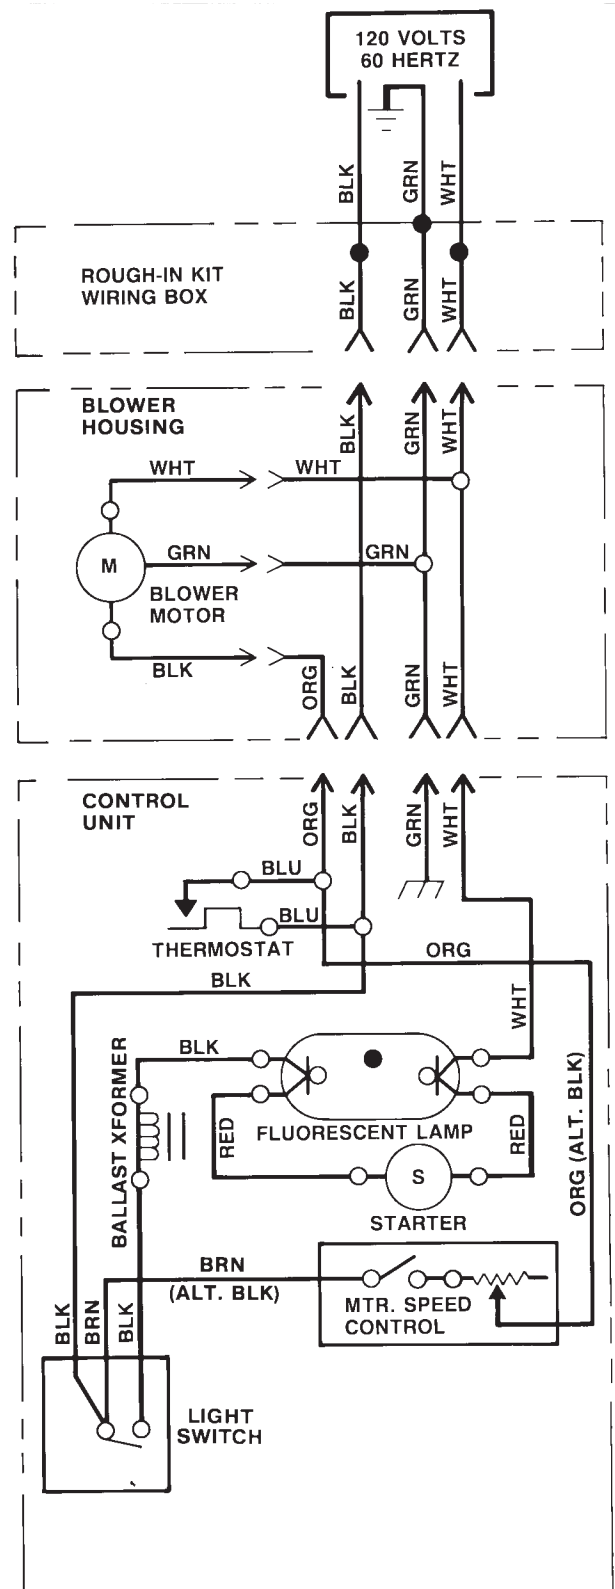 120 VOLTS
60 HERTZ
BLK
GRN
WHT
ROUGH-IN KIT
WIRING BOX
BLK
GRN
WHT
BLOWER
HOUSING
BLK
GRN
WHT
WHT
WHT
GRN
GRN
M
BLOWER
MOTOR
BLK
ORG
BLK
GRN
WHT
CONTROL
UNIT
ORG
BLK
GRN
WHT
BLU
BLU
THERMOSTAT
ORG
BLK
WHT
BLK
BALLAST XFORMER
FLUORESCENT LAMP
RED
RED
S
STARTER
ORG (ALT. BLK)
BRN
(ALT. BLK)
MTR. SPEED
CONTROL
BLK
BRN
BLK
LIGHT
SWITCH